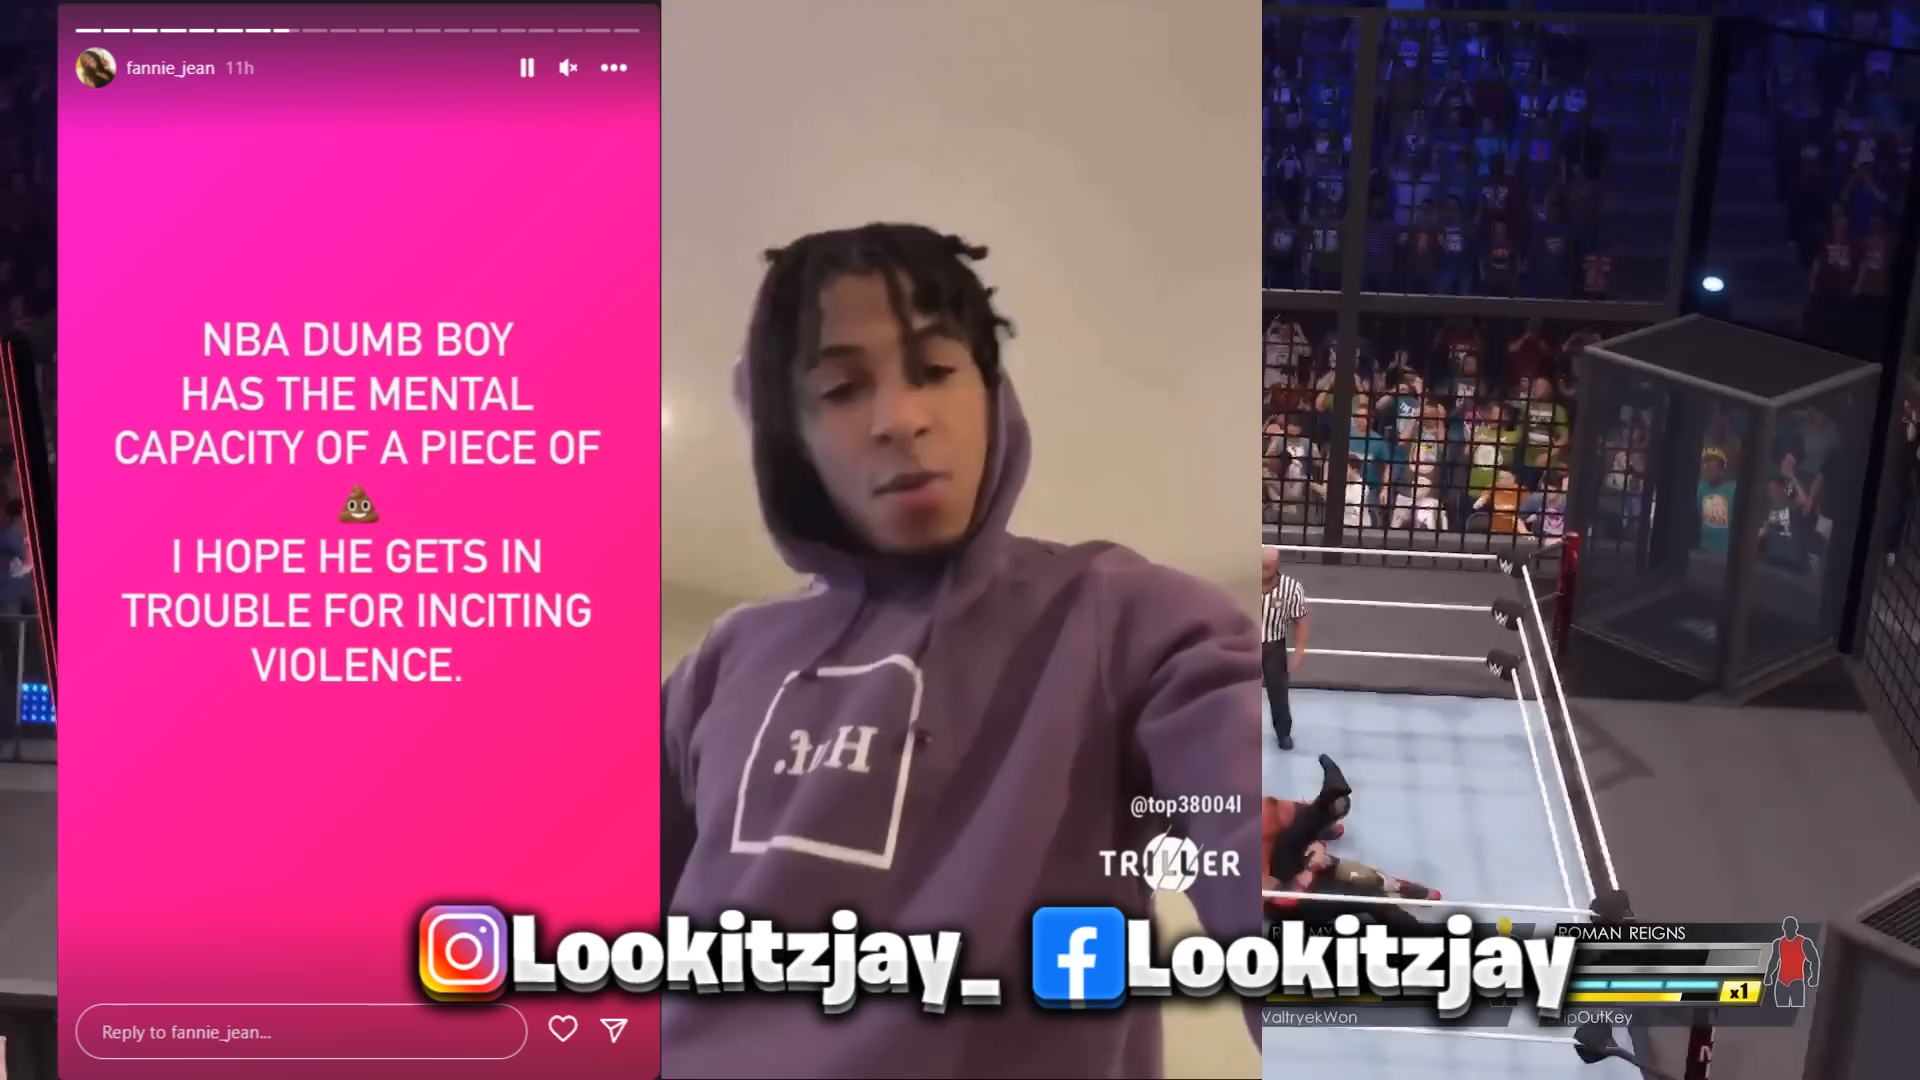 fannie_jean 11h
NBA DUMB BOY
HAS THE MENTAL
CAPACITY OF A PIECE OF
💩
I HOPE HE GETS IN
TROUBLE FOR INCITING
VIOLENCE.
Reply to fannie_jean...
Huf.
@top38004l
TRILLER
Lookitzjay_
Lookitzjay
ROMAN REIGNS
x1
ValtryekWon